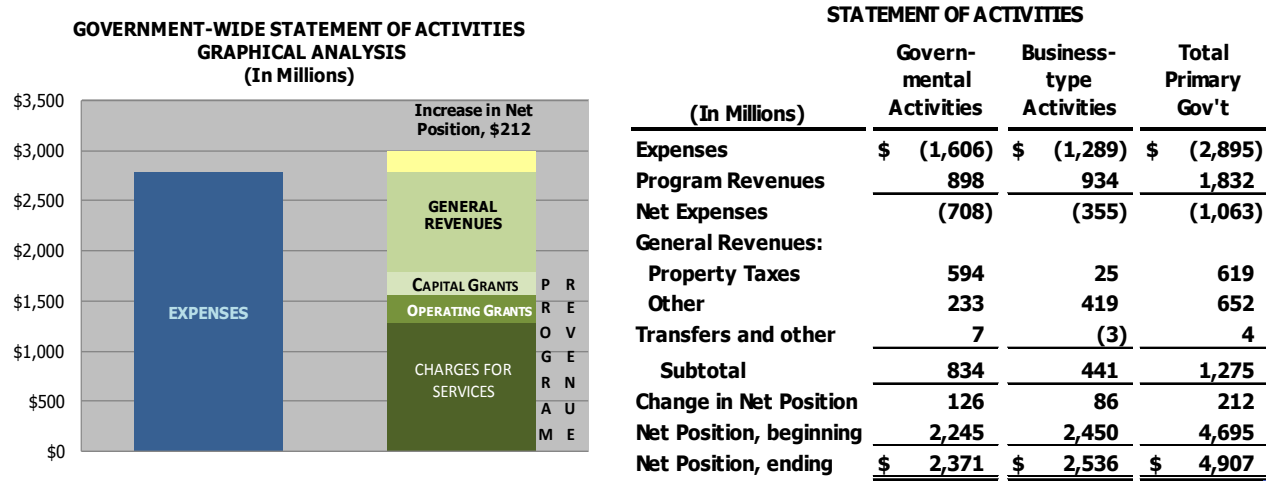 GOVERNMENT-WIDE STATEMENT OF ACTIVITIES
GRAPHICAL ANALYSIS
(In Millions)
$3,500
$3,000
$2,500
$2,000
$1,500
$1,000
$500
$0
EXPENSES
Increase in Net
Position, $212
GENERAL
REVENUES
CAPITAL GRANTS
OPERATING GRANTS
CHARGES FOR
SERVICES
P R
R E
O V
G E
R N
A U
M E
STATEMENT OF ACTIVITIES
(In Millions) Govern- mental Activities Business- type Activities Total Primary Gov't
Expenses $ (1,606) $ (1,289) $ (2,895)
Program Revenues 898 934 1,832
Net Expenses (708) (355) (1,063)
General Revenues:
Property Taxes 594 25 619
Other 233 419 652
Transfers and other 7 (3) 4
Subtotal 834 441 1,275
Change in Net Position 126 86 212
Net Position, beginning 2,245 2,450 4,695
Net Position, ending $ 2,371 $ 2,536 $ 4,907